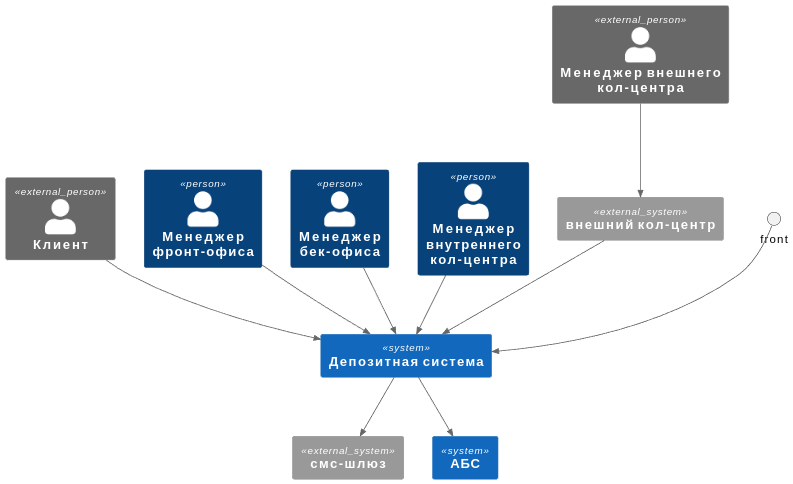 «external_person»
Менеджер внешнего
кол-центра
«external_person»
Клиент
«person»
Менеджер
фронт-офиса
«person»
Менеджер
бек-офиса
«person»
Менеджер
внутреннего
кол-центра
«external_system»
внешний кол-центр
front
«system»
Депозитная система
«external_system»
смс-шлюз
«system»
АБС